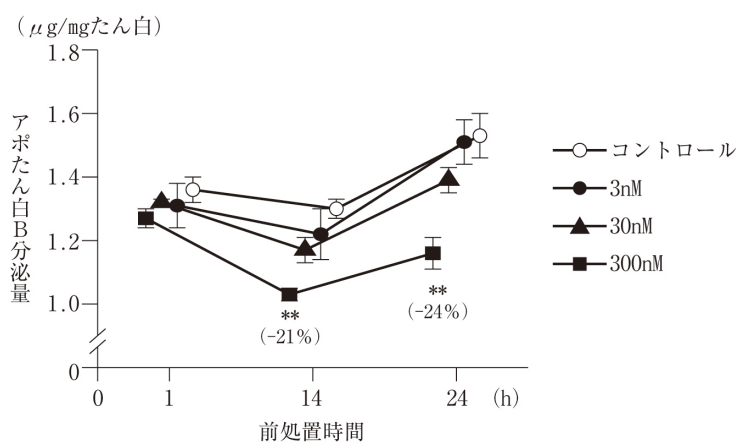 (μg/mgたん白)
1.8
1.6
1.4
1.2
1.0
0
アポたん白B分泌量
コントロール
3nM
30nM
300nM
**
(-21%)
**
(-24%)
0 1 14 24 (h)
前処置時間